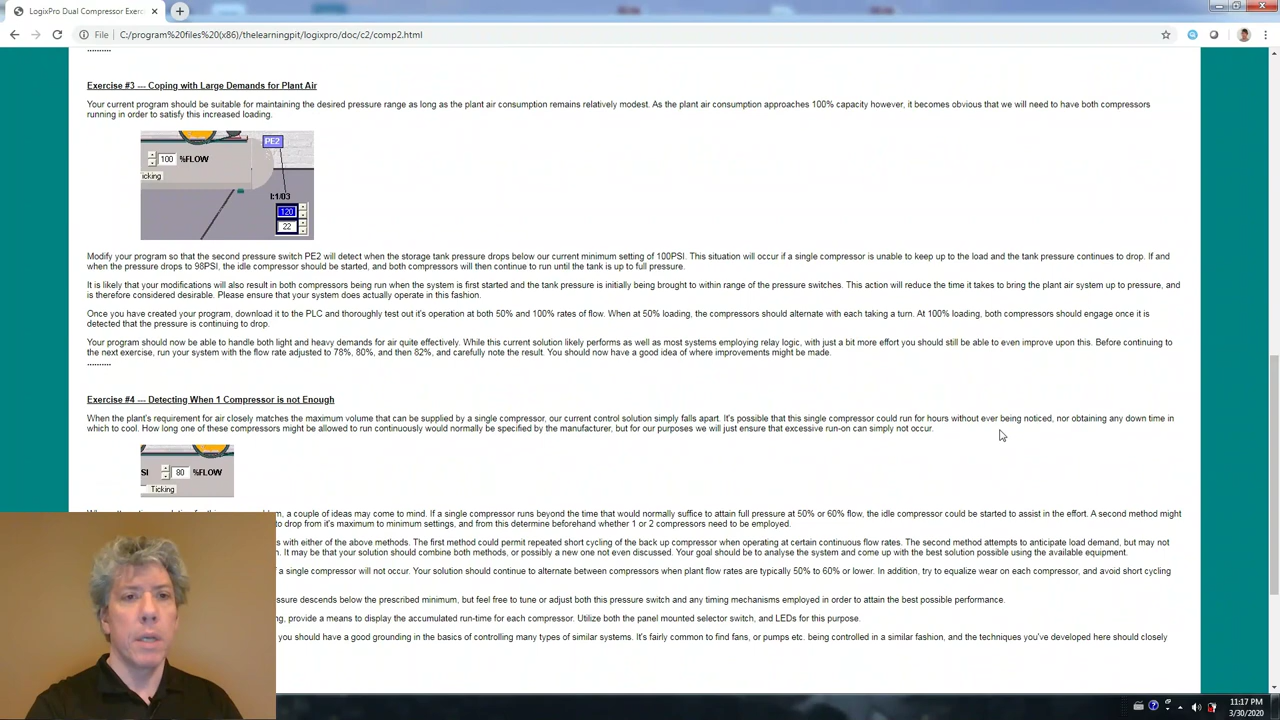 LogixPro Dual Compressor Exerc
File
C:/program%20files%20(x86)/thelearningpit/logixpro/doc/c2/comp2.html
..........
Exercise #3 --- Coping with Large Demands for Plant Air
Your current program should be suitable for maintaining the desired pressure range as long as the plant air consumption remains relatively modest. As the plant air consumption approaches 100% capacity however, it becomes obvious that we will need to have both compressors
running in order to satisfy this increased loading.
PE2
100 %FLOW
Ticking
I:1/03
120
22
Modify your program so that the second pressure switch PE2 will detect when the storage tank pressure drops below our current minimum setting of 100PSI. This situation will occur if a single compressor is unable to keep up to the load and the tank pressure continues to drop. If and
when the pressure drops to 98PSI, the idle compressor should be started, and both compressors will then continue to run until the tank is up to full pressure.
It is likely that your modifications will also result in both compressors being run when the system is first started and the tank pressure is initially being brought to within range of the pressure switches. This action will reduce the time it takes to bring the plant air system up to pressure, and
is therefore considered desirable. Please ensure that your system does actually operate in this fashion.
Once you have created your program, download it to the PLC and thoroughly test out it's operation at both 50% and 100% rates of flow. When at 50% loading, the compressors should alternate with each taking a turn. At 100% loading, both compressors should engage once it is
detected that the pressure is continuing to drop.
Your program should now be able to handle both light and heavy demands for air quite effectively. While this current solution likely performs as well as most systems employing relay logic, with just a bit more effort you should still be able to even improve upon this. Before continuing to
the next exercise, run your system with the flow rate adjusted to 78%, 80%, and then 82%, and carefully note the result. You should now have a good idea of where improvements might be made.
..........
Exercise #4 --- Detecting When 1 Compressor is not Enough
When the plant's requirement for air closely matches the maximum volume that can be supplied by a single compressor, our current control solution simply falls apart. It's possible that this single compressor could run for hours without ever being noticed, nor obtaining any down time in
which to cool. How long one of these compressors might be allowed to run continuously would normally be specified by the manufacturer, but for our purposes we will just ensure that excessive run-on can simply not occur.
SI 80 %FLOW
Ticking
a couple of ideas may come to mind. If a single compressor runs beyond the time that would normally suffice to attain full pressure at 50% or 60% flow, the idle compressor could be started to assist in the effort. A second method might
to drop from it's maximum to minimum settings, and from this determine beforehand whether 1 or 2 compressors need to be employed.
with either of the above methods. The first method could permit repeated short cycling of the back up compressor when operating at certain continuous flow rates. The second method attempts to anticipate load demand, but may not
. It may be that your solution should combine both methods, or possibly a new one not even discussed. Your goal should be to analyse the system and come up with the best solution possible using the available equipment.
f a single compressor will not occur. Your solution should continue to alternate between compressors when plant flow rates are typically 50% to 60% or lower. In addition, try to equalize wear on each compressor, and avoid short cycling
ssure descends below the prescribed minimum, but feel free to tune or adjust both this pressure switch and any timing mechanisms employed in order to attain the best possible performance.
g, provide a means to display the accumulated run-time for each compressor. Utilize both the panel mounted selector switch, and LEDs for this purpose.
you should have a good grounding in the basics of controlling many types of similar systems. It's fairly common to find fans, or pumps etc. being controlled in a similar fashion, and the techniques you've developed here should closely
11:17 PM
3/30/2020